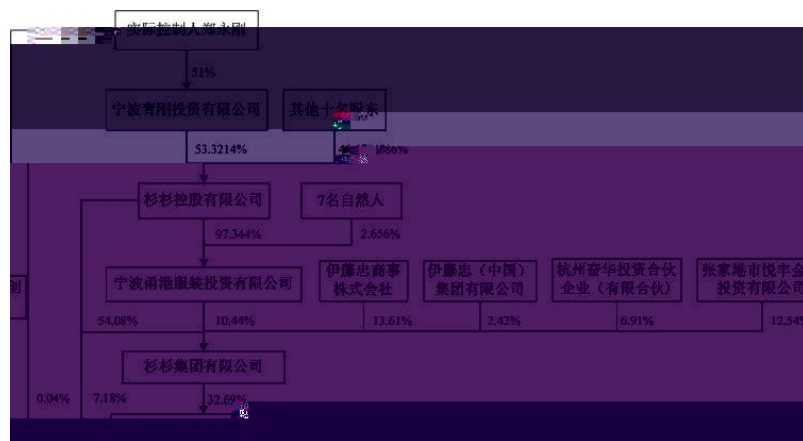 实际控制人郑永刚
51%
宁波青刚投资有限公司
其他十名股东
53.3214%
杉杉控股有限公司
7名自然人
97.344%
2.656%
宁波甬港服装投资有限公司
伊藤忠商事
株式会社
伊藤忠（中国）
集团有限公司
杭州奋华投资合伙
企业（有限合伙）
张家港市悦丰金
投资有限公司
54.08%
10.44%
13.61%
2.42%
6.91%
12.54%
杉杉集团有限公司
0.04%
7.18%
32.69%